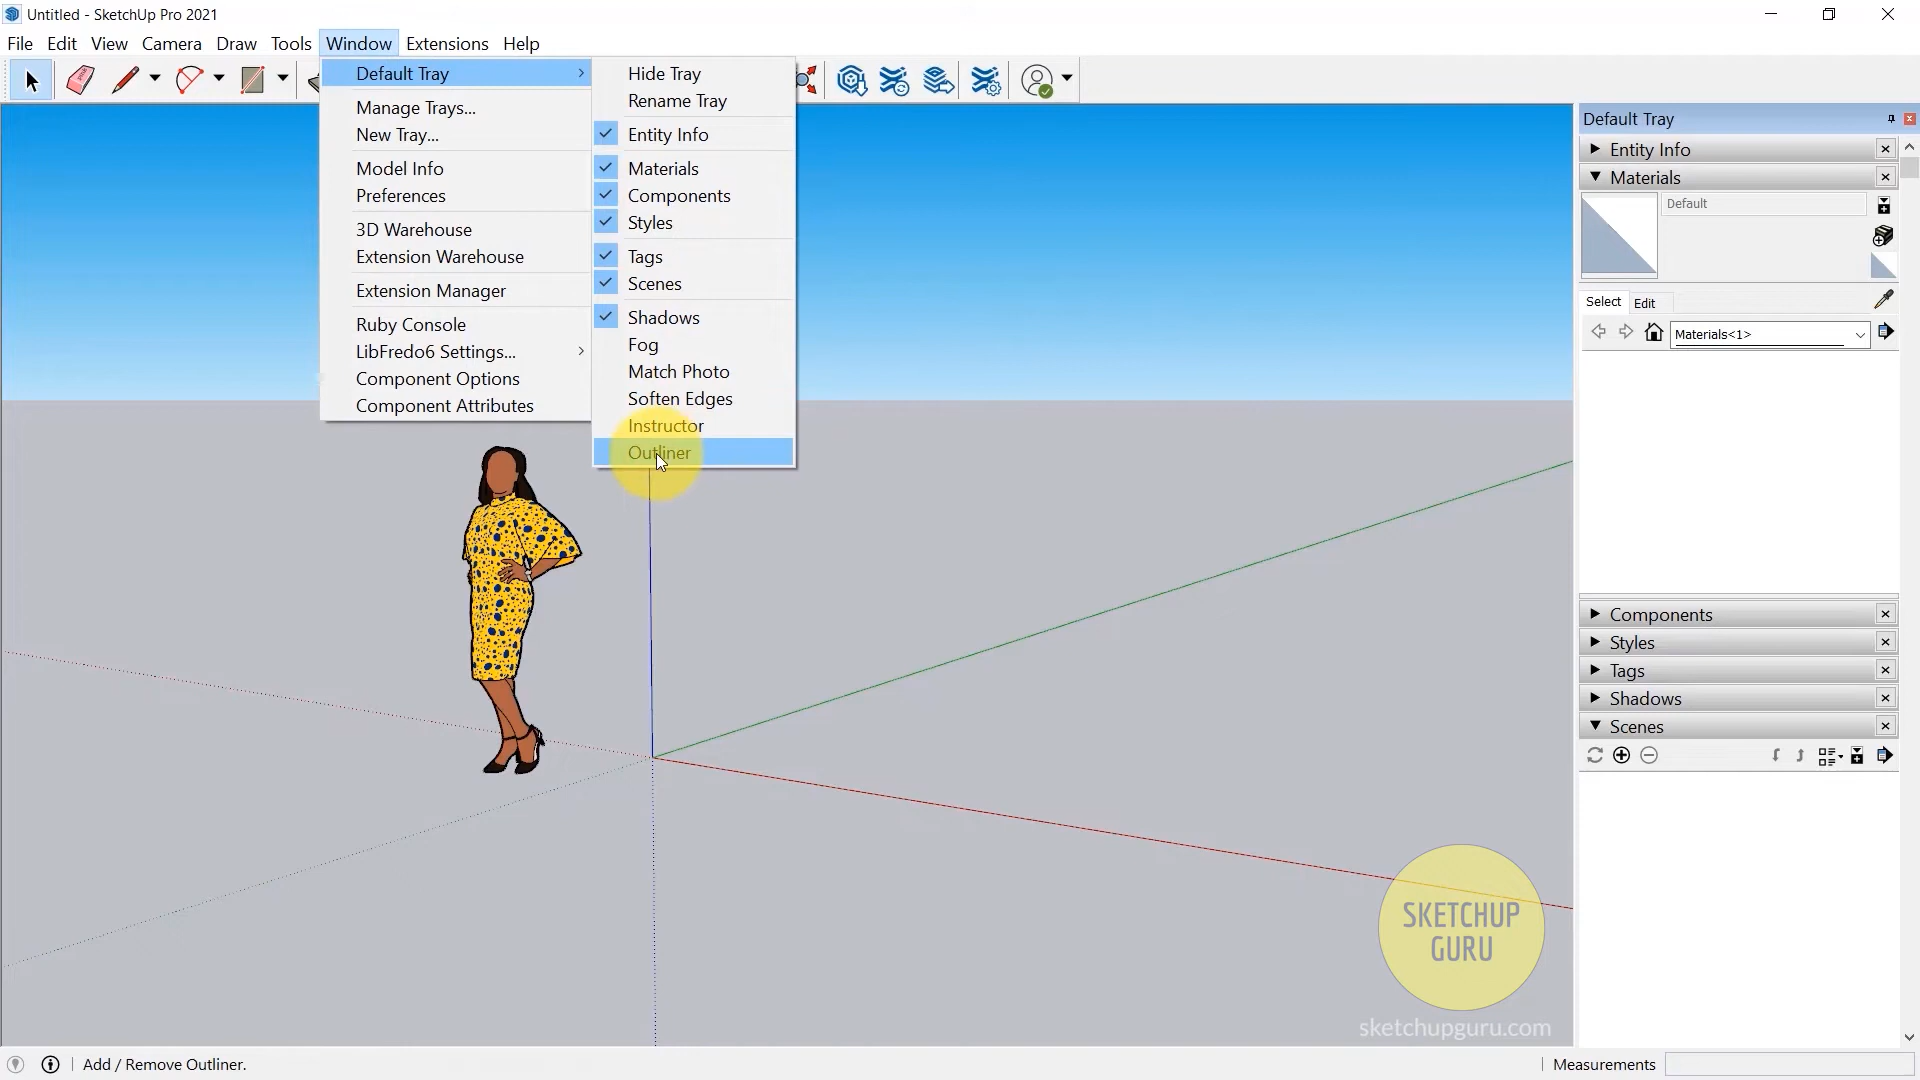 Untitled - SketchUp Pro 2021
File Edit View Camera Draw Tools Window Extensions Help
Default Tray
Manage Trays...
New Tray...
Model Info
Preferences
3D Warehouse
Extension Warehouse
Extension Manager
Ruby Console
LibFredo6 Settings...
Component Options
Component Attributes
Hide Tray
Rename Tray
Entity Info
Materials
Components
Styles
Tags
Scenes
Shadows
Fog
Match Photo
Soften Edges
Instructor
Outliner
Default Tray
Entity Info
Materials
Default
Select Edit
Materials<1>
Components
Styles
Tags
Shadows
Scenes
SKETCHUP
GURU
sketchupguru.com
Add / Remove Outliner.
Measurements